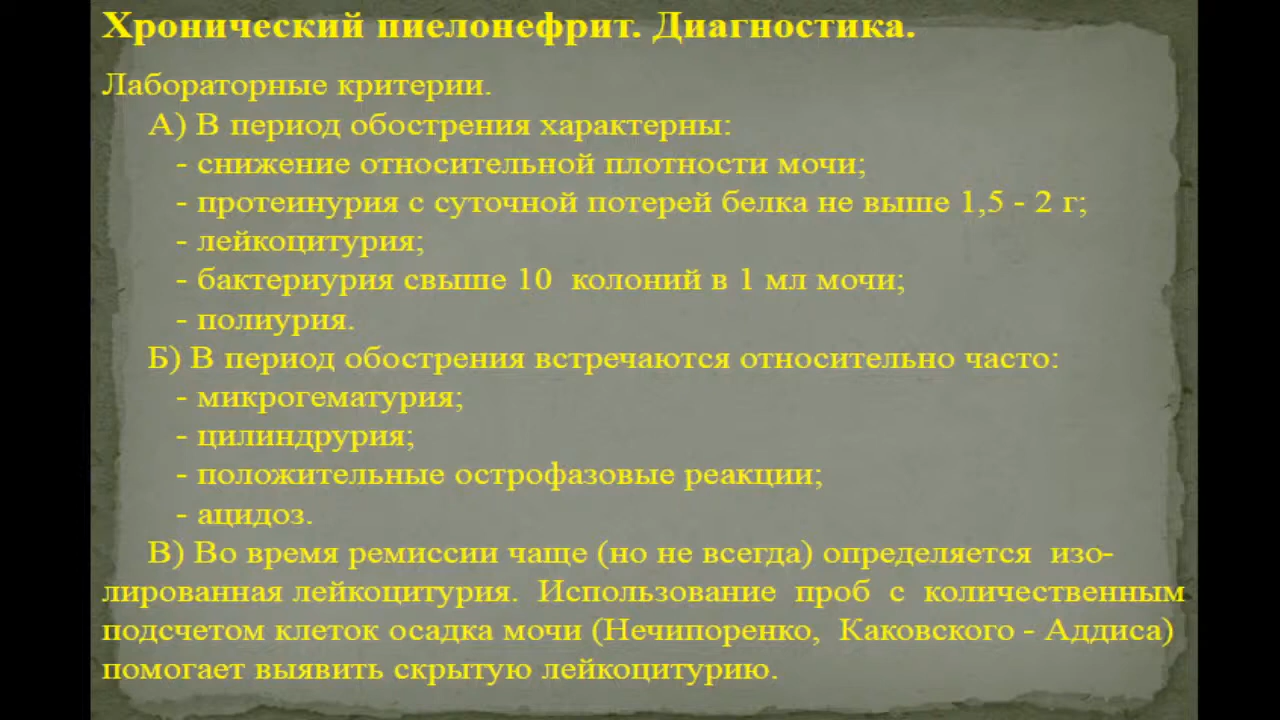 Хронический пиелонефрит. Диагностика.
Лабораторные критерии.
А) В период обострения характерны:
- снижение относительной плотности мочи;
- протеинурия с суточной потерей белка не выше 1,5 - 2 г;
- лейкоцитурия;
- бактериурия свыше 10 колоний в 1 мл мочи;
- полиурия.
Б) В период обострения встречаются относительно часто:
- микрогематурия;
- цилиндрурия;
- положительные острофазовые реакции;
- ацидоз.
В) Во время ремиссии чаще (но не всегда) определяется изо-
лированная лейкоцитурия. Использование проб с количественным
подсчетом клеток осадка мочи (Нечипоренко, Каковского - Аддиса)
помогает выявить скрытую лейкоцитурию.